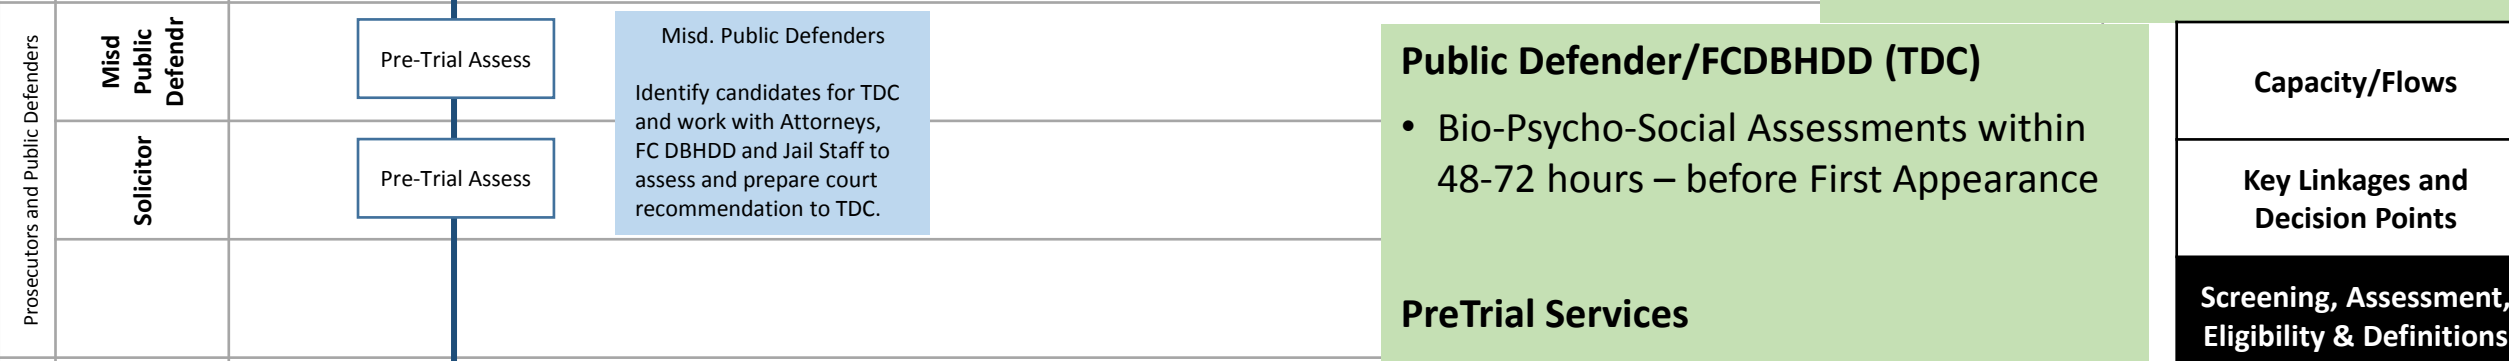 Prosecutors and Public Defenders
Misd
Public
Defendr
Solicitor
Pre-Trial Assess
Pre-Trial Assess
Misd. Public Defenders
Identify candidates for TDC
and work with Attorneys,
FC DBHDD and Jail Staff to
assess and prepare court
recommendation to TDC.
Public Defender/FCDBHDD (TDC)
• Bio-Psycho-Social Assessments within
48-72 hours – before First Appearance
PreTrial Services
Capacity/Flows
Key Linkages and
Decision Points
Screening, Assessment,
Eligibility & Definitions